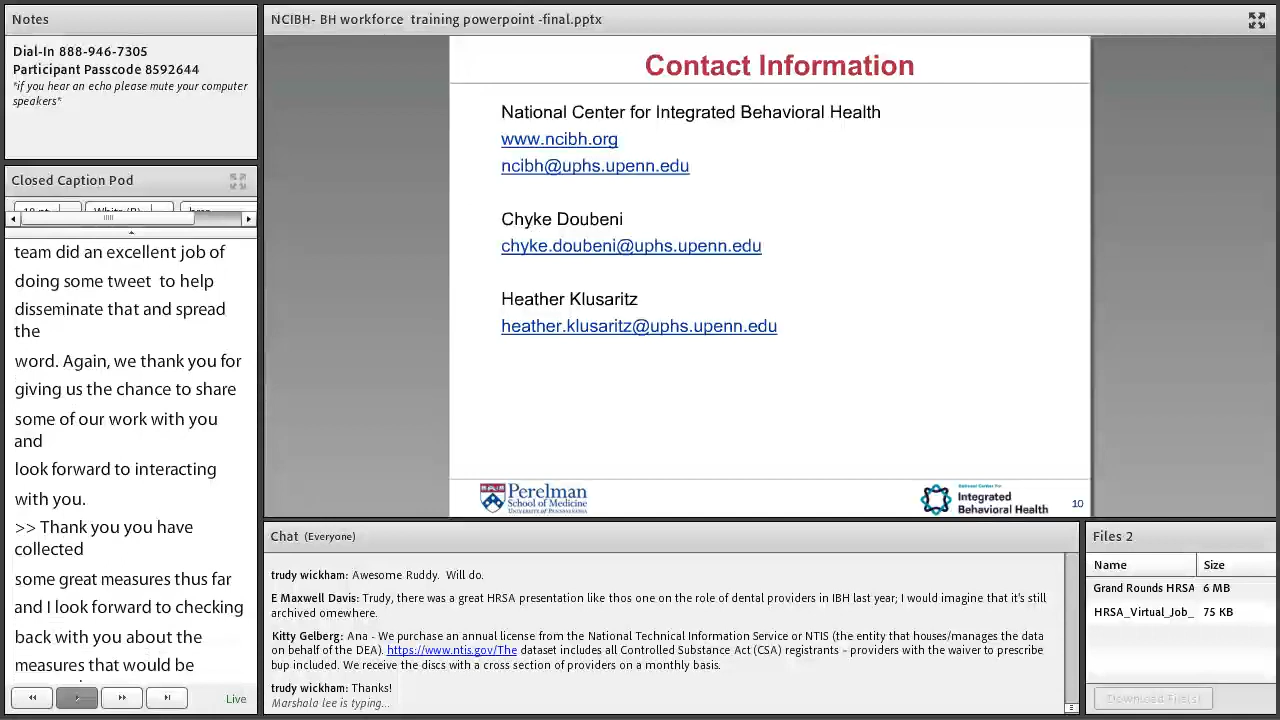 Notes
Dial-In 888-946-7305
Participant Passcode 8592644
*if you hear an echo please mute your computer
speakers*
Closed Caption Pod
team did an excellent job of
doing some tweet to help
disseminate that and spread
the
word. Again, we thank you for
giving us the chance to share
some of our work with you
and
look forward to interacting
with you.
>> Thank you you have
collected
some great measures thus far
and I look forward to checking
back with you about the
measures that would be
Live
NCIBH- BH workforce training powerpoint -final.pptx
Contact Information
National Center for Integrated Behavioral Health
www.ncibh.org
ncibh@uphs.upenn.edu
Chyke Doubeni
chyke.doubeni@uphs.upenn.edu
Heather Klusaritz
heather.klusaritz@uphs.upenn.edu
Perelman
School of Medicine
University of Pennsylvania
National Center for
Integrated
Behavioral Health
10
Chat (Everyone)
trudy wickham: Awesome Ruddy. Will do.
E Maxwell Davis: Trudy, there was a great HRSA presentation like thos one on the role of dental providers in IBH last year; I would imagine that it's still
archived omewhere.
Kitty Gelberg: Ana - We purchase an annual license from the National Technical Information Service or NTIS (the entity that houses/manages the data
on behalf of the DEA). https://www.ntis.gov/The dataset includes all Controlled Substance Act (CSA) registrants - providers with the waiver to prescribe
bup included. We receive the discs with a cross section of providers on a monthly basis.
trudy wickham: Thanks!
Marshala lee is typing...
Files 2
Name Size
Grand Rounds HRSA 6 MB
HRSA_Virtual_Job_ 75 KB
Download File(s)